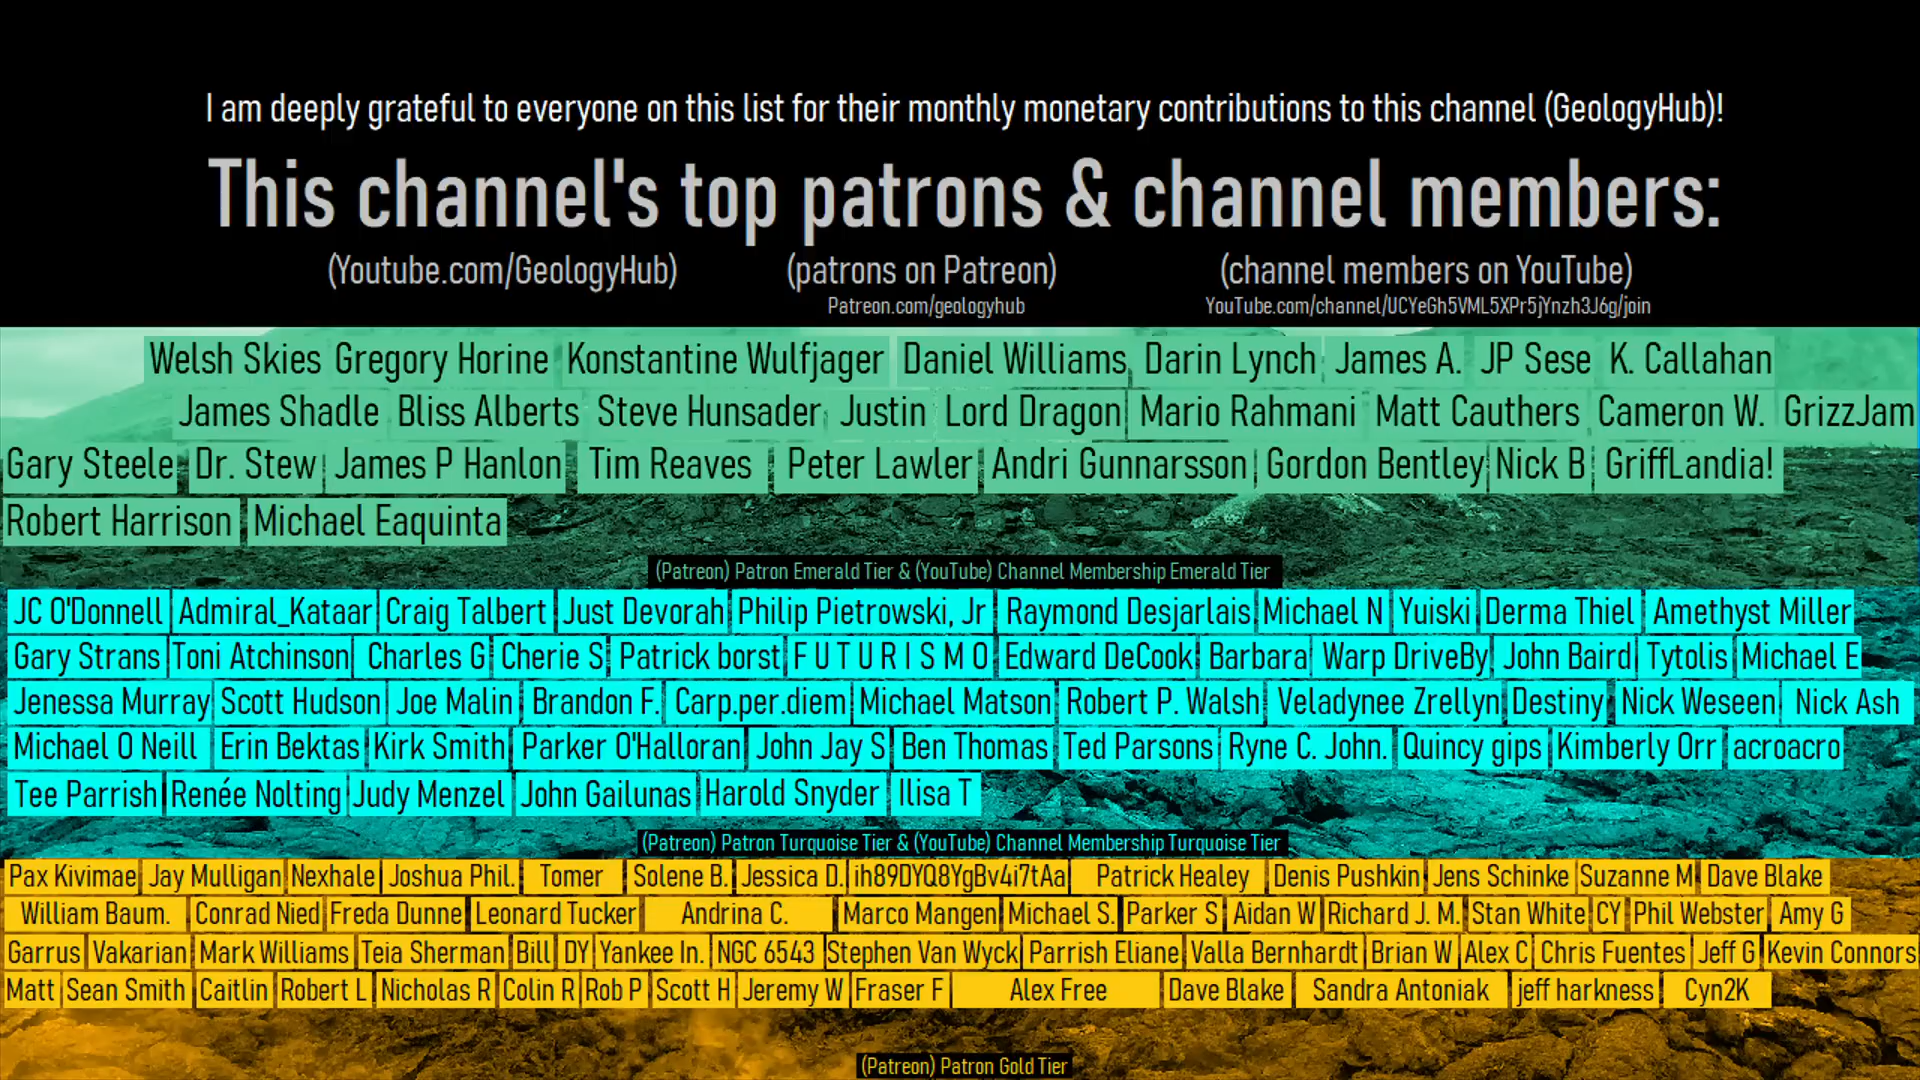 I am deeply grateful to everyone on this list for their monthly monetary contributions to this channel (GeologyHub)!
This channel's top patrons & channel members:
(Youtube.com/GeologyHub) (patrons on Patreon) (channel members on YouTube)
Patreon.com/geologyhub YouTube.com/channel/UCYeGh5VML5XPr5jYnzh3J6g/join
Welsh Skies Gregory Horine Konstantine Wulfjager Daniel Williams Darin Lynch James A. JP Sese K. Callahan
James Shadle Bliss Alberts Steve Hunsader Justin Lord Dragon Mario Rahmani Matt Cauthers Cameron W. GrizzJam
Gary Steele Dr. Stew James P Hanlon Tim Reaves Peter Lawler Andri Gunnarsson Gordon Bentley Nick B GriffLandia!
Robert Harrison Michael Eaquinta
(Patreon) Patron Emerald Tier & (YouTube) Channel Membership Emerald Tier
JC O'Donnell Admiral_Kataar Craig Talbert Just Devorah Philip Pietrowski, Jr Raymond Desjarlais Michael N Yuiski Derma Thiel Amethyst Miller
Gary Strans Toni Atchinson Charles G Cherie S Patrick borst F U T U R I S M O Edward DeCook Barbara Warp DriveBy John Baird Tytolis Michael E
Jenessa Murray Scott Hudson Joe Malin Brandon F. Carp.per.diem Michael Matson Robert P. Walsh Veladynee Zrellyn Destiny Nick Weseen Nick Ash
Michael O Neill Erin Bektas Kirk Smith Parker O'Halloran John Jay S Ben Thomas Ted Parsons Ryne C. John. Quincy gips Kimberly Orr acroacro
Tee Parrish Renée Nolting Judy Menzel John Gailunas Harold Snyder Ilisa T
(Patreon) Patron Turquoise Tier & (YouTube) Channel Membership Turquoise Tier
Pax Kivimae Jay Mulligan Nexhale Joshua Phil. Tomer Solene B. Jessica D. ih89DYQ8YgBv4i7tAa Patrick Healey Denis Pushkin Jens Schinke Suzanne M Dave Blake
William Baum. Conrad Nied Freda Dunne Leonard Tucker Andrina C. Marco Mangen Michael S. Parker S Aidan W Richard J. M. Stan White CY Phil Webster Amy G
Garrus Vakarian Mark Williams Teia Sherman Bill DY Yankee In. NGC 6543 Stephen Van Wyck Parrish Eliane Valla Bernhardt Brian W Alex C Chris Fuentes Jeff G Kevin Connors
Matt Sean Smith Caitlin Robert L Nicholas R Colin R Rob P Scott H Jeremy W Fraser F Alex Free Dave Blake Sandra Antoniak jeff harkness Cyn2K
(Patreon) Patron Gold Tier